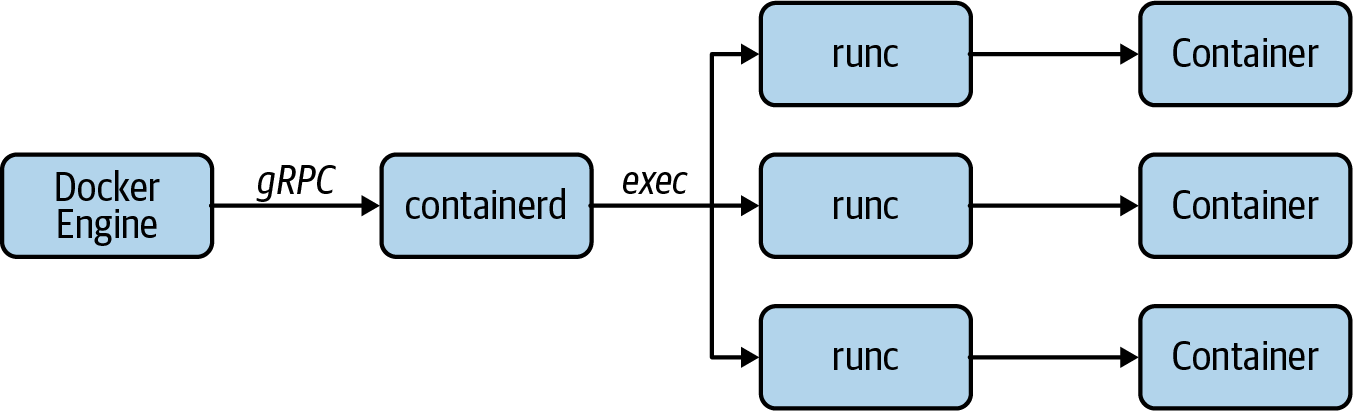 runc
Container
Docker
Engine
gRPC
containerd
exec
runc
Container
runc
Container